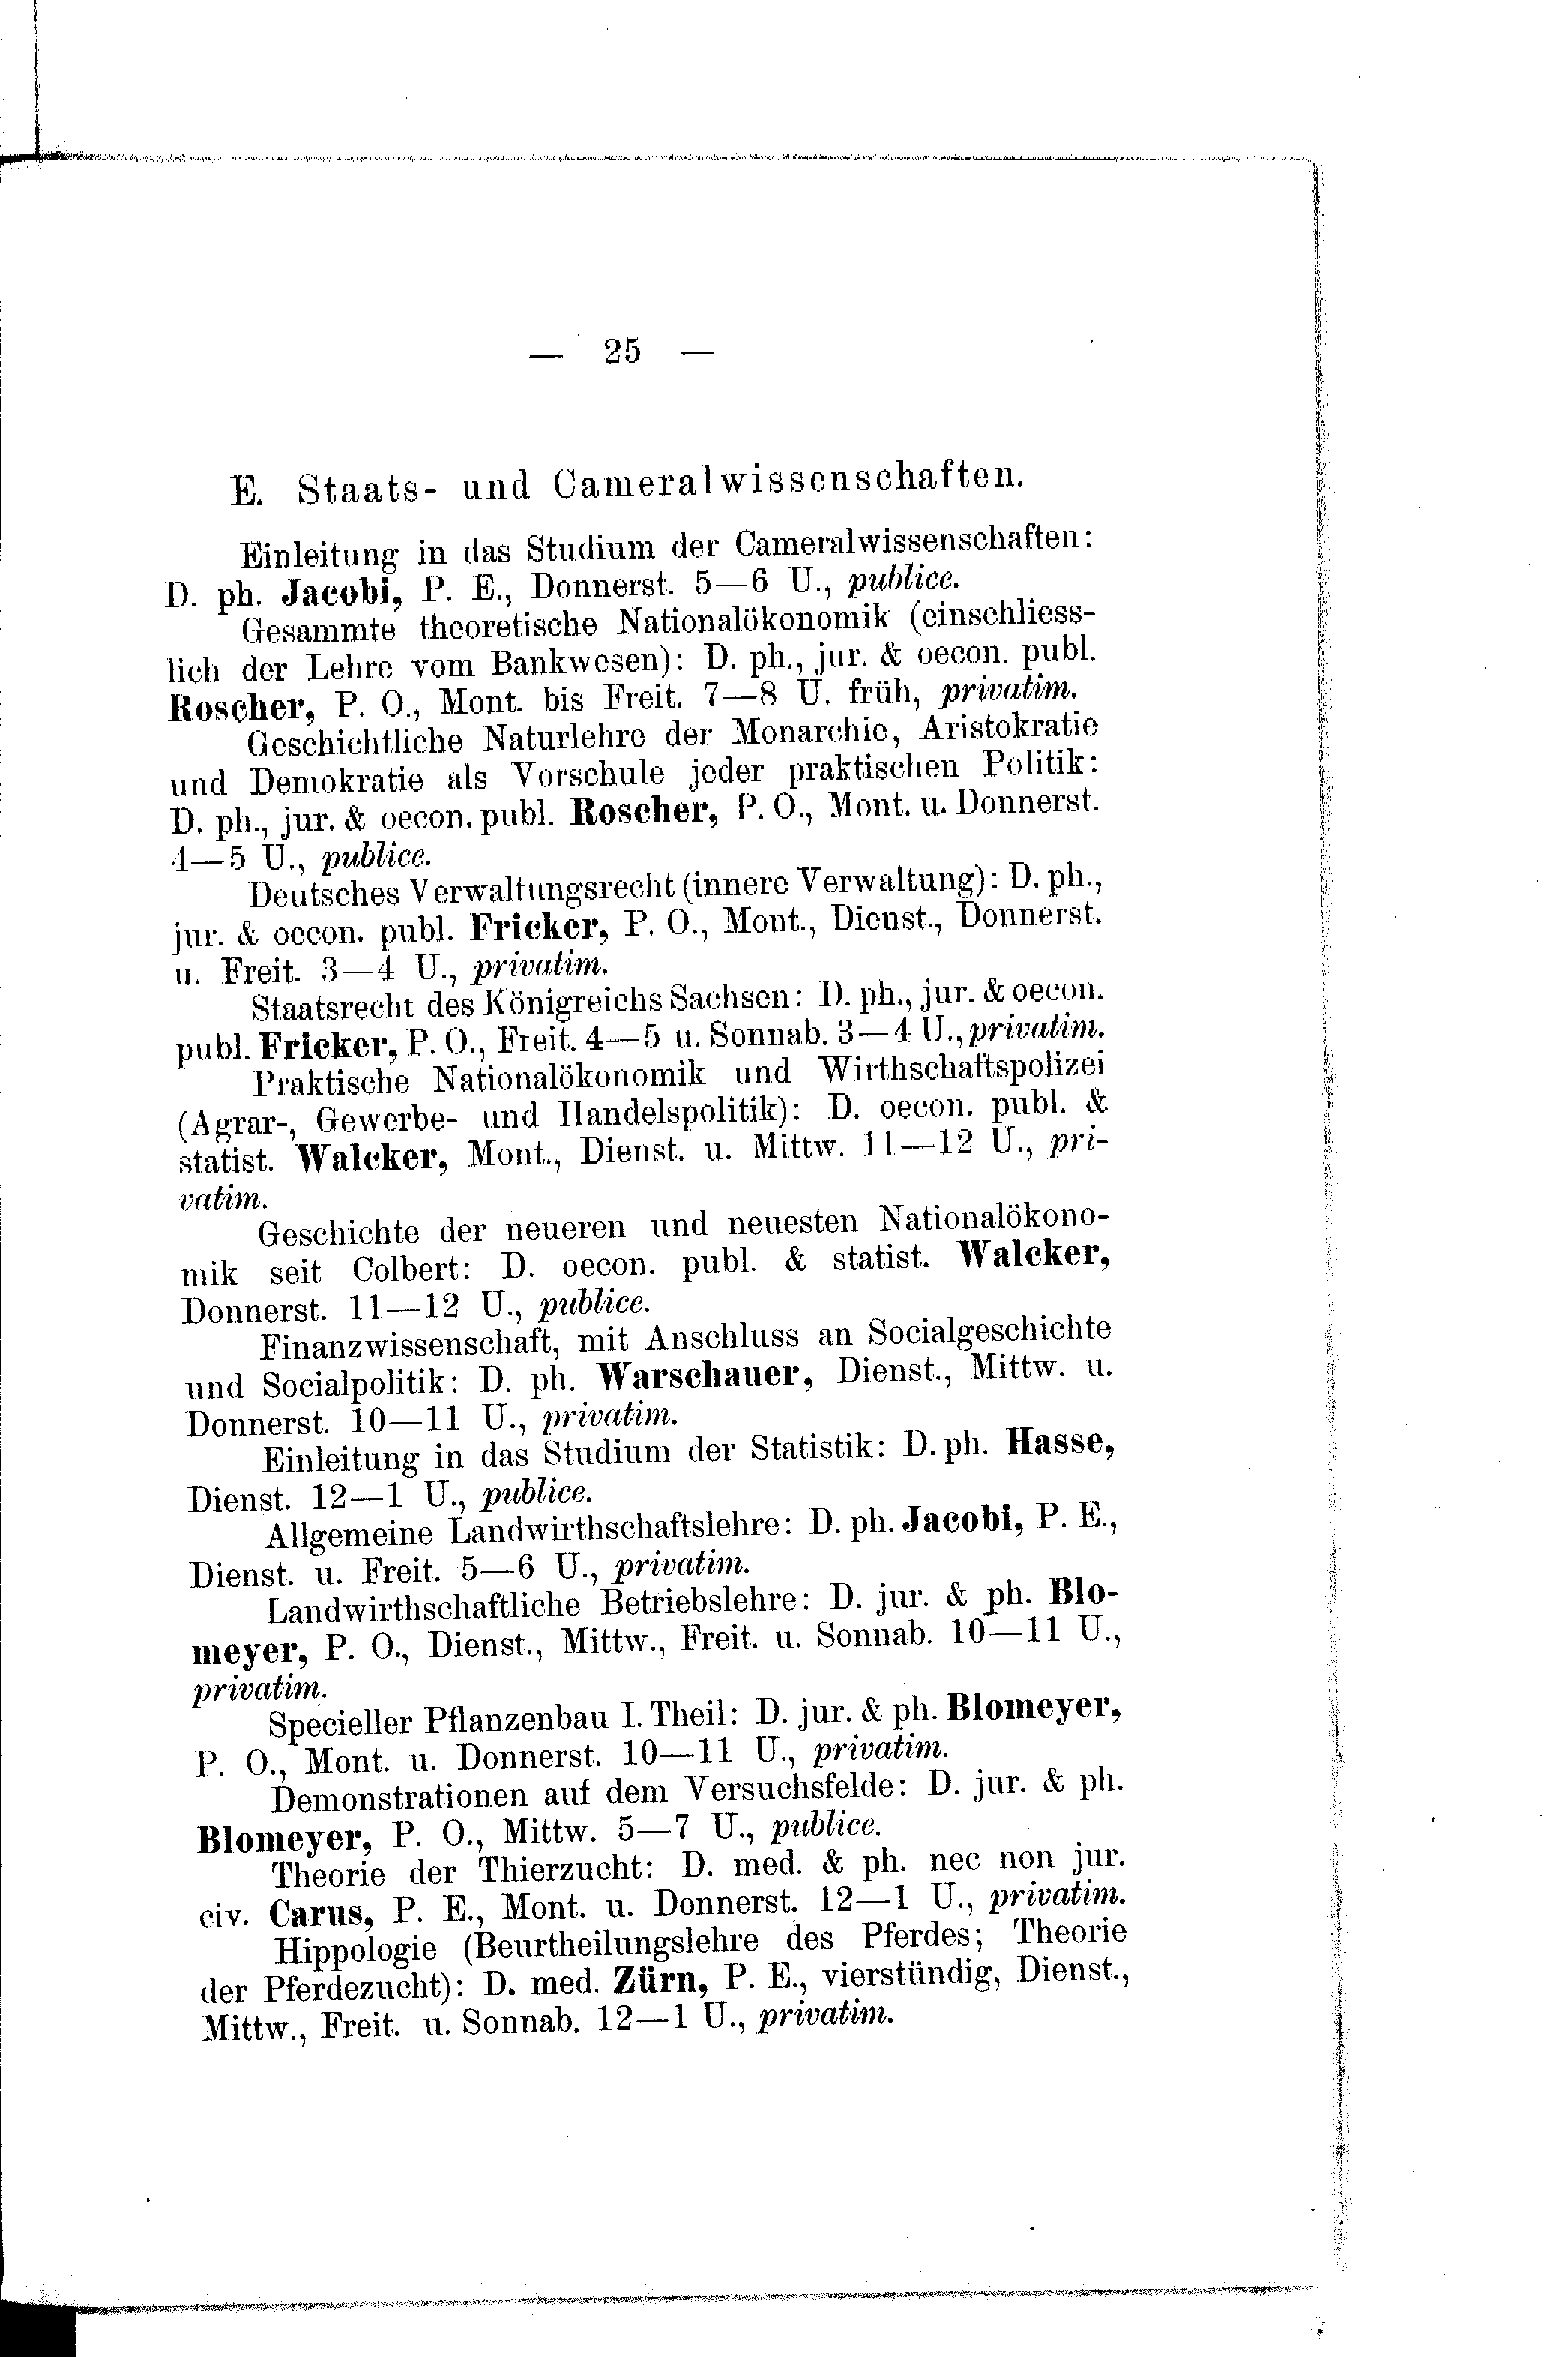 — 25 —
E. Staats- und Cameralwissenschaften.
Einleitung in das Studium der Cameralwissenschaften:
D. ph. Jacobi, P. E., Donnerst. 5—6 U., publice.
Gesammte theoretische Nationalökonomik (einschliess-
lich der Lehre vom Bankwesen): D. ph., jur. & oecon. publ.
Roscher, P. O., Mont. bis Freit. 7—8 U. früh, privatim.
Geschichtliche Naturlehre der Monarchie, Aristokratie
und Demokratie als Vorschule jeder praktischen Politik:
D. ph., jur. & oecon. publ. Roscher, P. O., Mont. u. Donnerst.
4—5 U., publice.
Deutsches Verwaltungsrecht (innere Verwaltung): D. ph.,
jur. & oecon. publ. Fricker, P. O., Mont., Dienst., Donnerst.
u. Freit. 3—4 U., privatim.
Staatsrecht des Königreichs Sachsen: D. ph., jur. & oecon.
publ. Fricker, P. O., Freit. 4—5 u. Sonnab. 3—4 U., privatim.
Praktische Nationalökonomik und Wirthschaftspolizei
(Agrar-, Gewerbe- und Handelspolitik): D. oecon. publ. &
statist. Walcker, Mont., Dienst. u. Mittw. 11—12 U., pri-
vatim.
Geschichte der neueren und neuesten Nationalökono-
mik seit Colbert: D. oecon. publ. & statist. Walcker,
Donnerst. 11—12 U., publice.
Finanzwissenschaft, mit Anschluss an Socialgeschichte
und Socialpolitik: D. ph. Warschauer, Dienst., Mittw. u.
Donnerst. 10—11 U., privatim.
Einleitung in das Studium der Statistik: D. ph. Hasse,
Dienst. 12—1 U., publice.
Allgemeine Landwirthschaftslehre: D. ph. Jacobi, P. E.,
Dienst. u. Freit. 5—6 U., privatim.
Landwirthschaftliche Betriebslehre: D. jur. & ph. Blo-
meyer, P. O., Dienst., Mittw., Freit. u. Sonnab. 10—11 U.,
privatim.
Specieller Pflanzenbau I. Theil: D. jur. & ph. Blomeyer,
P. O., Mont. u. Donnerst. 10—11 U., privatim.
Demonstrationen auf dem Versuchsfelde: D. jur. & ph.
Blomeyer, P. O., Mittw. 5—7 U., publice.
Theorie der Thierzucht: D. med. & ph. nec non jur.
civ. Carus, P. E., Mont. u. Donnerst. 12—1 U., privatim.
Hippologie (Beurtheilungslehre des Pferdes; Theorie
der Pferdezucht): D. med. Zürn, P. E., vierstündig, Dienst.,
Mittw., Freit. u. Sonnab. 12—1 U., privatim.